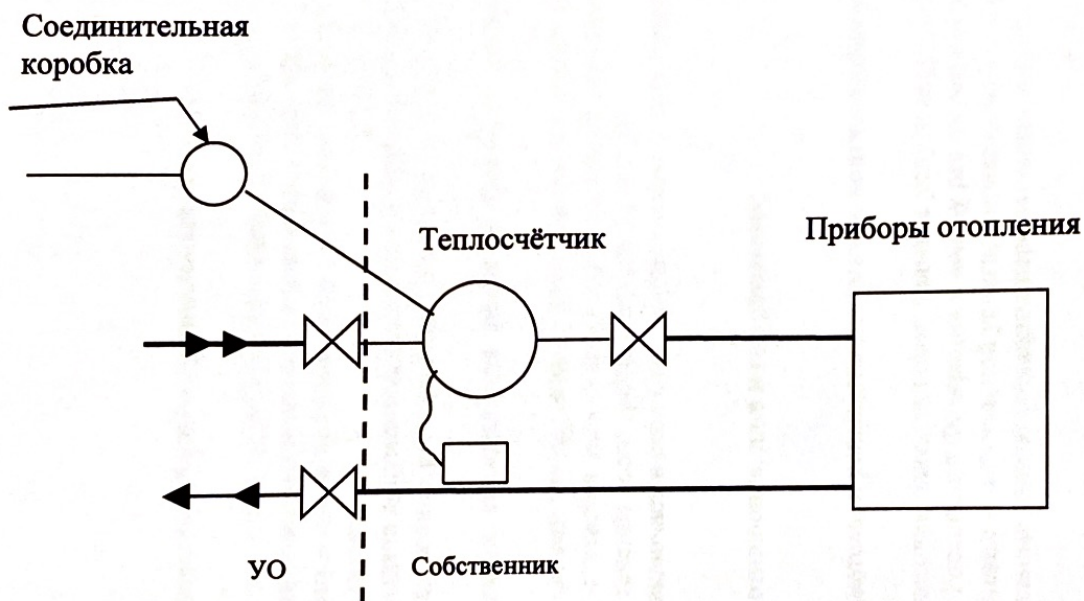 Соединительная
коробка
Теплосчётчик
Приборы отопления
УО
Собственник